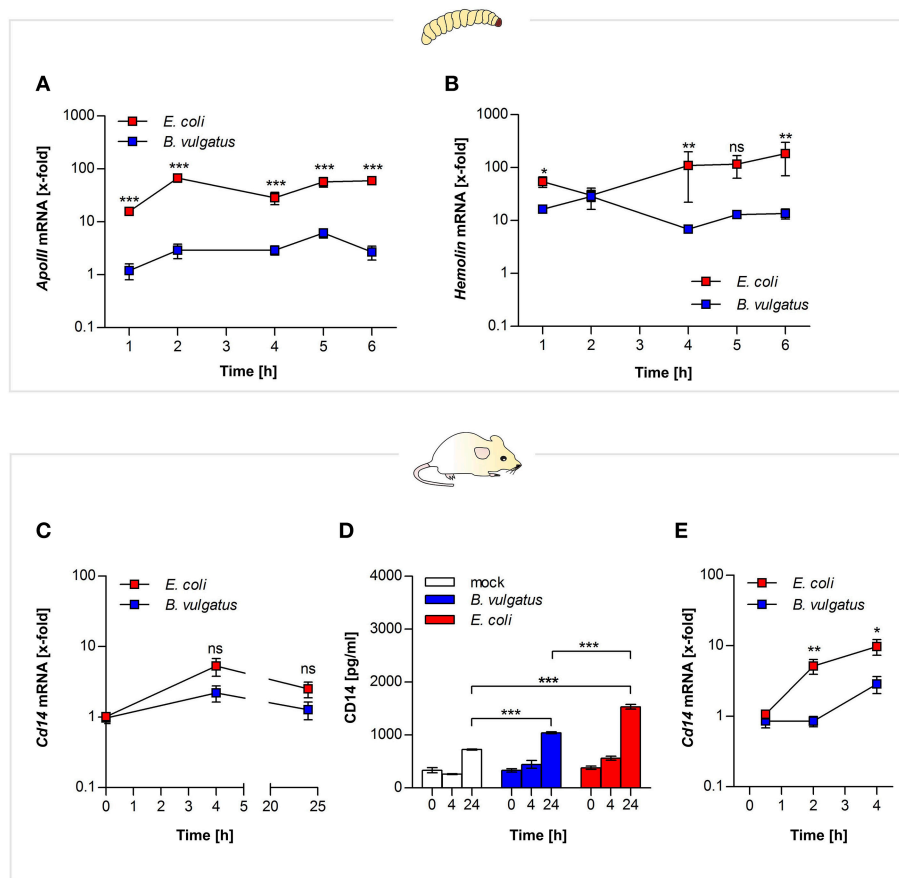 A
ApoIII mRNA [x-fold]
1000
100
10
1
0.1
E. coli
B. vulgatus
***
***
***
***
***
1 2 3 4 5 6
Time [h]
B
Hemolin mRNA [x-fold]
1000
100
10
1
0.1
*
**
ns
**
E. coli
B. vulgatus
1 2 3 4 5 6
Time [h]
C
Cd14 mRNA [x-fold]
100
10
1
0.1
E. coli
B. vulgatus
ns
ns
0 1 2 3 4 5 20 25
Time [h]
D
CD14 [pg/ml]
4000
3000
2000
1000
0
mock
B. vulgatus
E. coli
***
***
***
0 4 24 0 4 24 0 4 24
Time [h]
E
Cd14 mRNA [x-fold]
100
10
1
0.1
E. coli
B. vulgatus
**
*
0 1 2 3 4
Time [h]